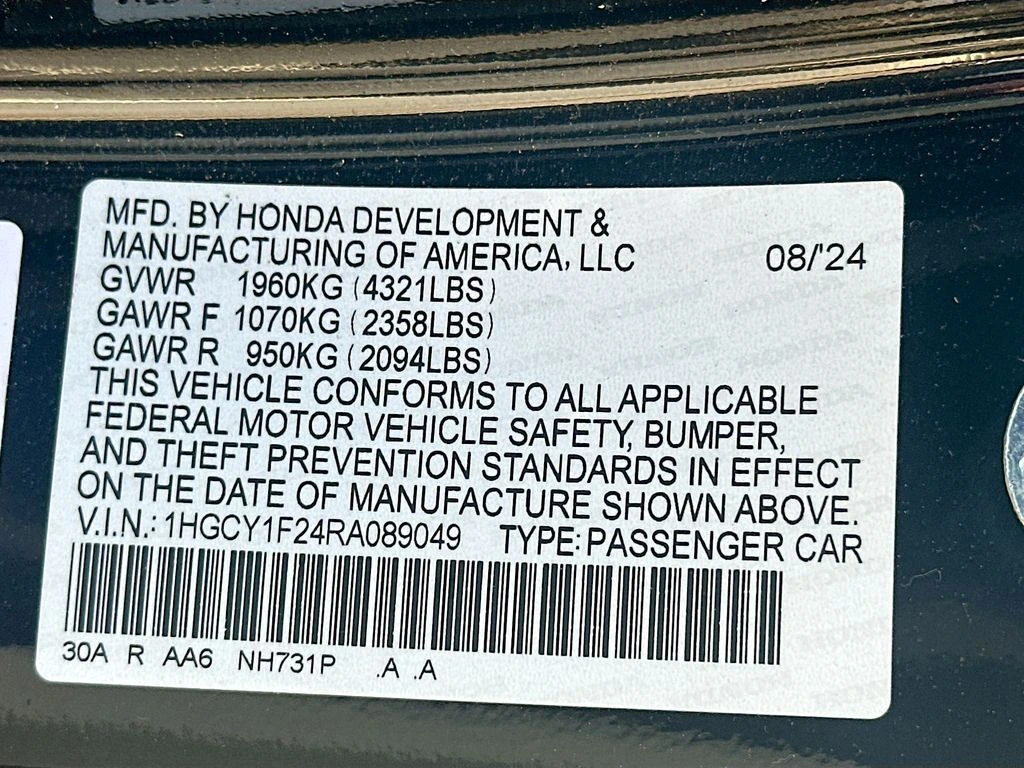 MFD. BY HONDA DEVELOPMENT &
MANUFACTURING OF AMERICA, LLC 08/'24
GVWR 1960KG (4321LBS)
GAWR F 1070KG (2358LBS)
GAWR R 950KG (2094LBS)
THIS VEHICLE CONFORMS TO ALL APPLICABLE
FEDERAL MOTOR VEHICLE SAFETY, BUMPER,
AND THEFT PREVENTION STANDARDS IN EFFECT
ON THE DATE OF MANUFACTURE SHOWN ABOVE.
V.I.N.: 1HGCY1F24RA089049 TYPE: PASSENGER CAR
30A R AA6 NH731P .A .A